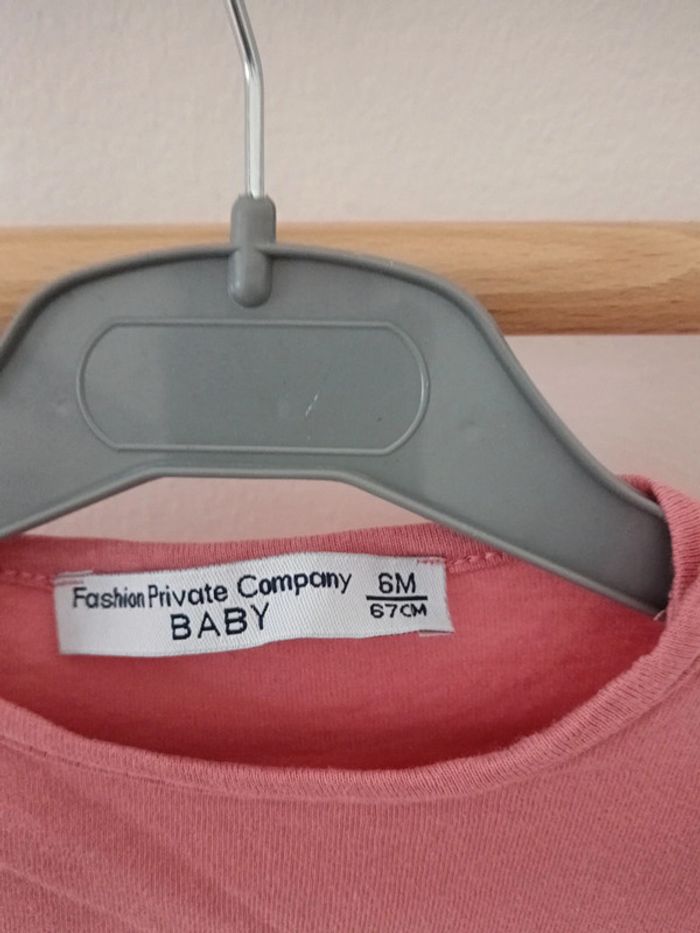 Fashion Private Company
BABY
6M
67CM